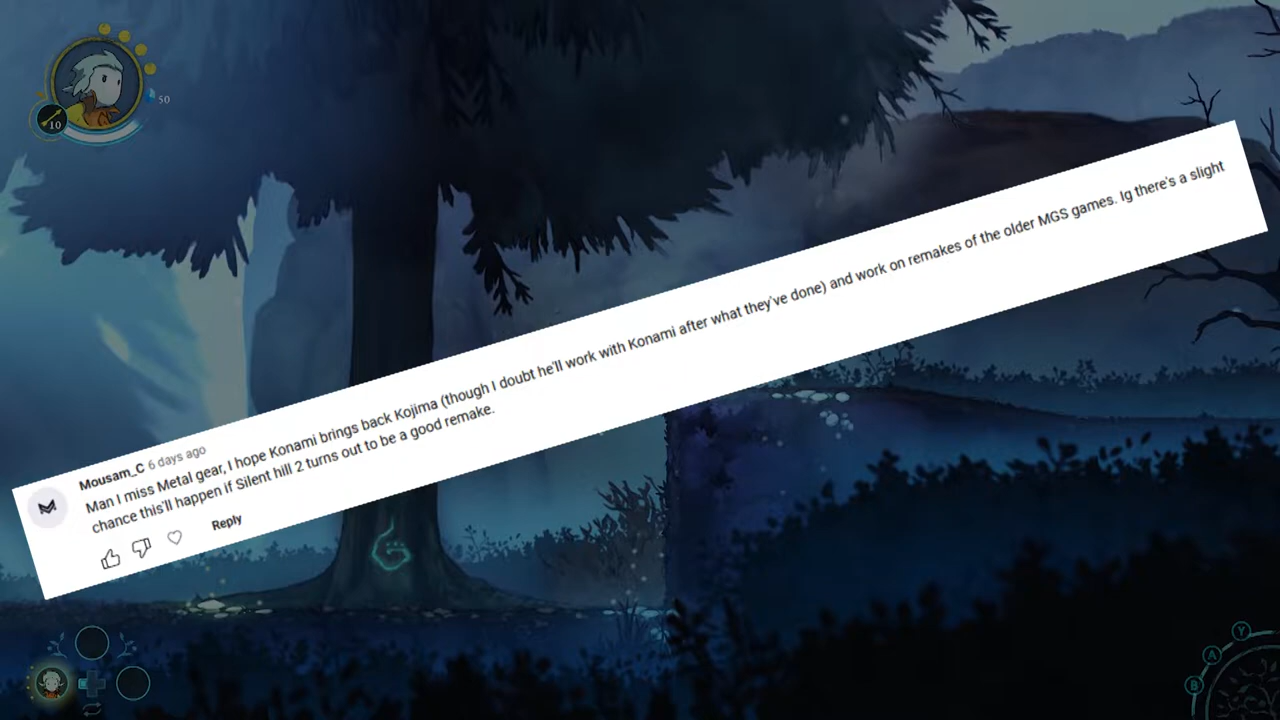 50
10
Mousam_C 6 days ago
Man I miss Metal gear, I hope Konami brings back Kojima (though I doubt he'll work with Konami after what they've done) and work on remakes of the older MGS games. Ig there's a slight
chance this'll happen if Silent hill 2 turns out to be a good remake.
Reply
Y
A
B